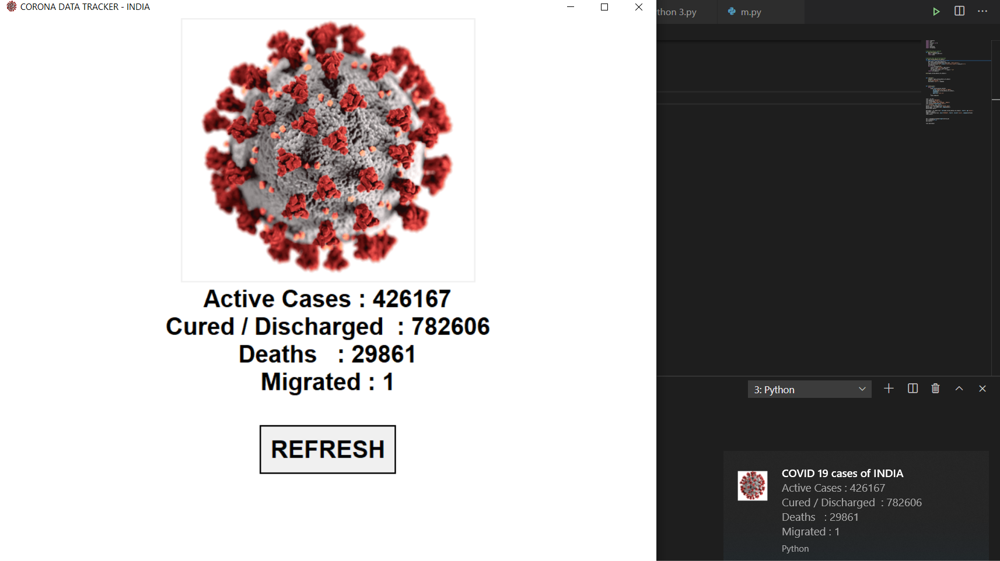 CORONA DATA TRACKER - INDIA
Active Cases : 426167
Cured / Discharged  : 782606
Deaths   : 29861
Migrated : 1
REFRESH
thon 3.py
m.py
3: Python
COVID 19 cases of INDIA
Active Cases : 426167
Cured / Discharged  : 782606
Deaths   : 29861
Migrated : 1
Python